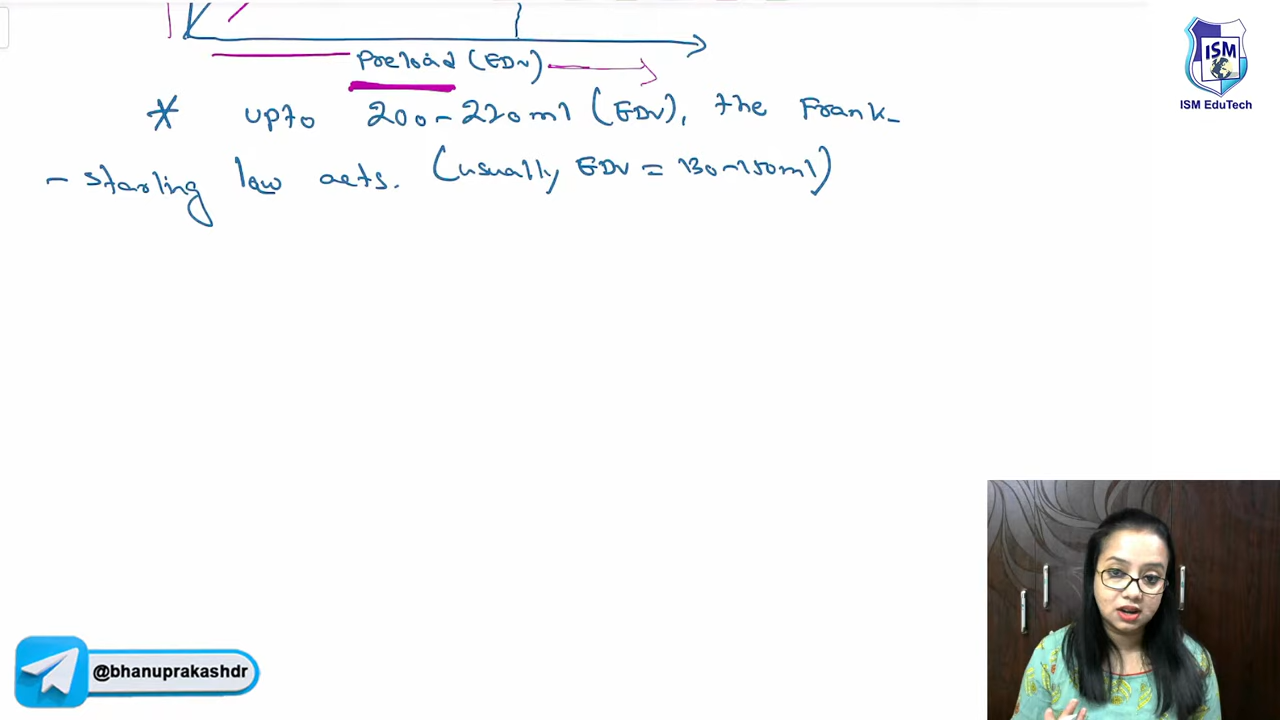 Preload (EDV)
* upto 200-220ml (EDV), the Frank-
- starling law acts. (usually EDV = 130-150ml)
ISM
ISM EduTech
@bhanuprakashdr